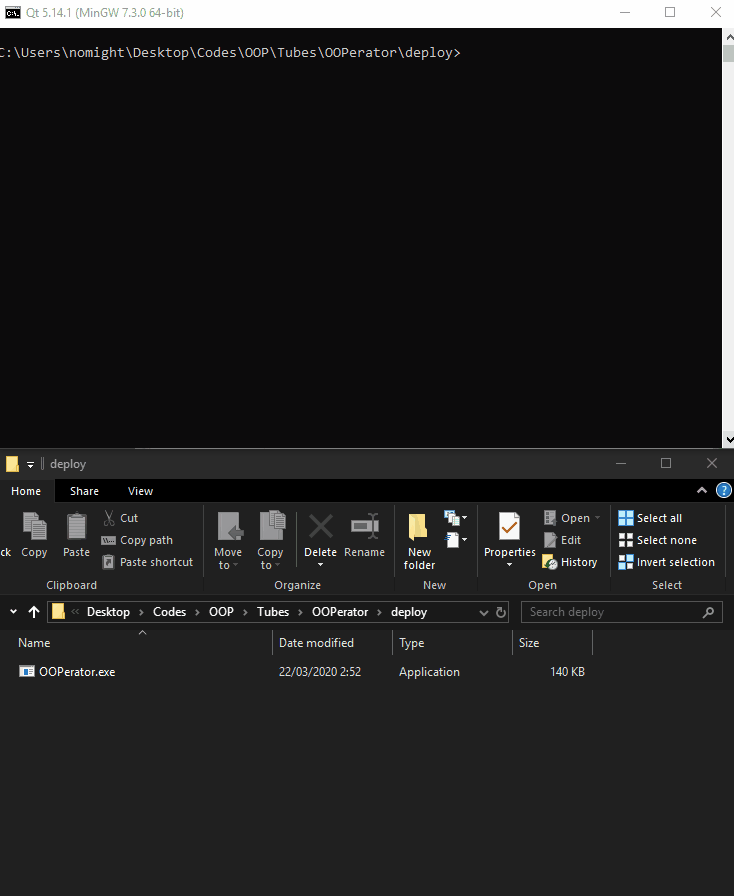 Qt 5.14.1 (MinGW 7.3.0 64-bit)
C:\Users\nomight\Desktop\Codes\OOP\Tubes\OOPerator\deploy>
deploy
Home Share View
ck Copy Paste Cut Copy path Paste shortcut Move to Copy to Delete Rename New folder Properties Open Edit History Select all Select none Invert selection
Clipboard Organize New Open Select
« Desktop › Codes › OOP › Tubes › OOPerator › deploy Search deploy
Name Date modified Type Size
OOPerator.exe 22/03/2020 2:52 Application 140 KB